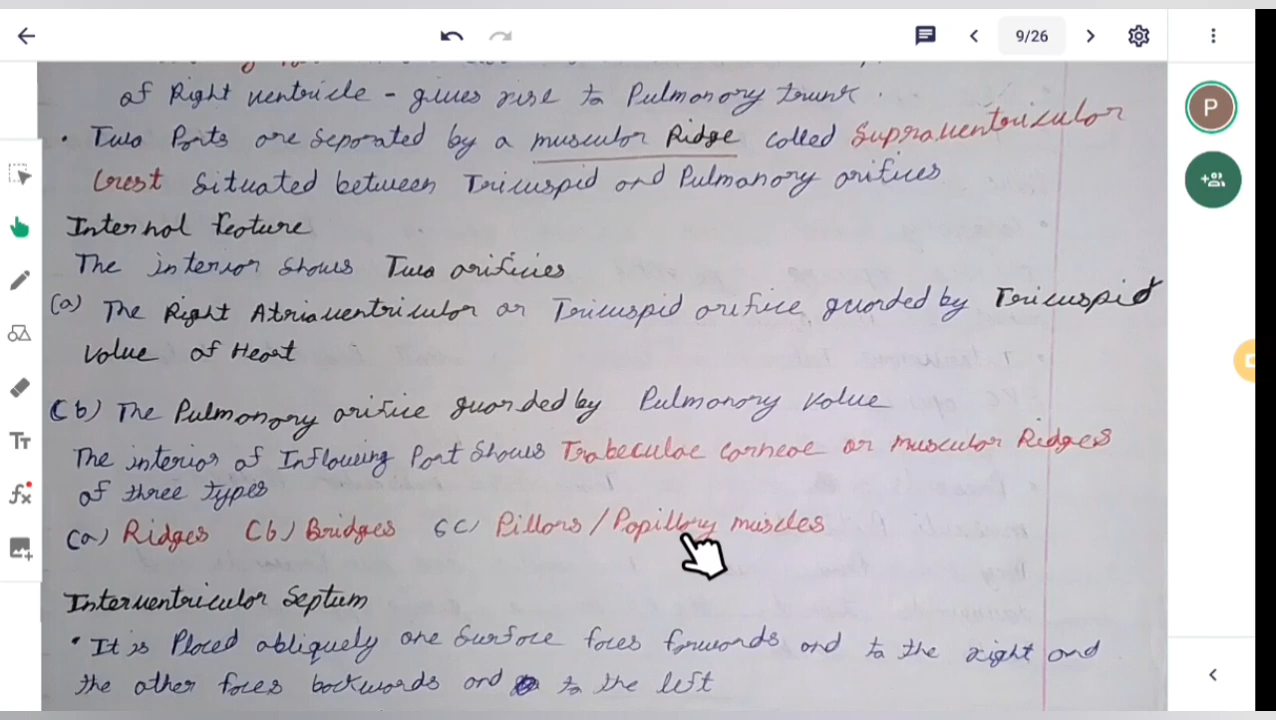 9/26
P
of Right ventricle - gives rise to Pulmonary trunk.
• Two Parts are seporated by a muscular Ridge called Supraventricular
Crest situated between Tricuspid and Pulmonary orifices
Internal feature
The interior shows Two orificies
(a) The Right Atrioventricular or Tricuspid orifice guarded by Tricuspid
Valve of Heart
(b) The Pulmonary orifice guarded by Pulmonary valve
The interior of Inflowing Part shows Trabeculae carneae or muscular Ridges
of three types
(a) Ridges (b) Bridges (c) Pillars / Papillary muscles
Interventricular Septum
• It is Placed obliquely one surface faces forwards and to the right and
the other faces backwards and to the left
Tт
fx